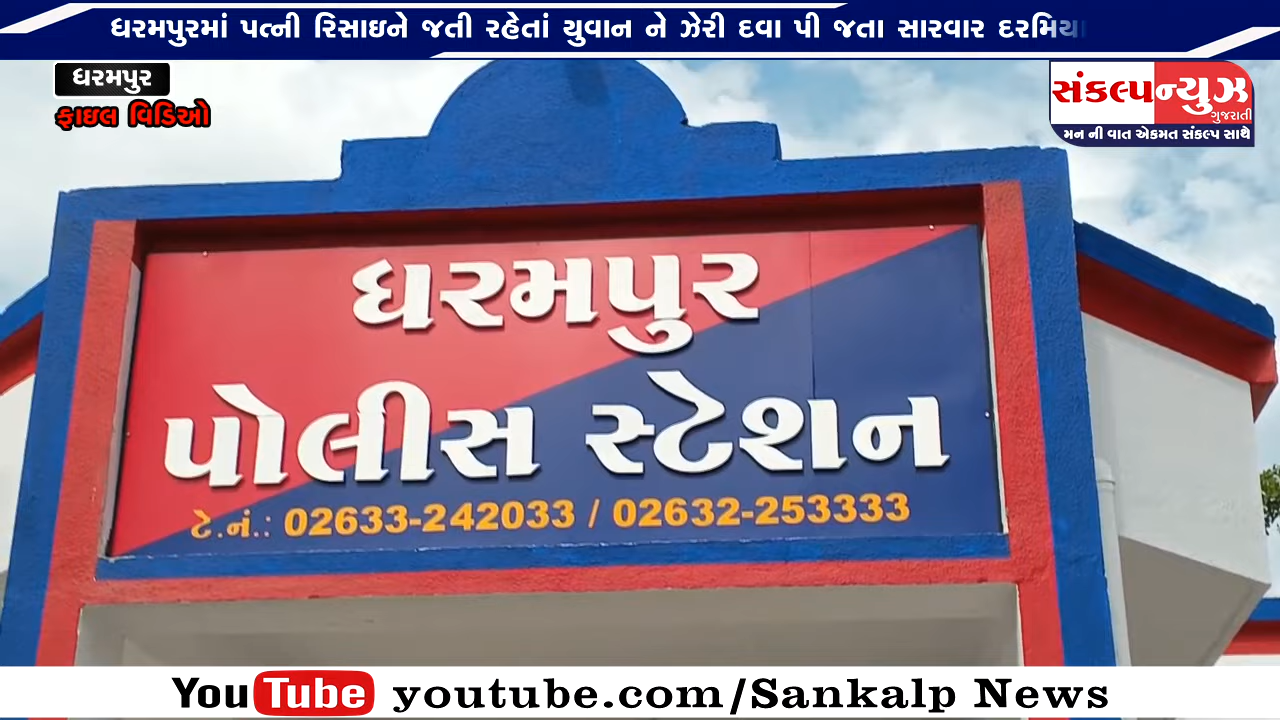 ધરમપુરમાં પત્ની રિસાઇને જતી રહેતાં યુવાન ને ઝેરી દવા પી જતા સારવાર
ધરમપુર
ફાઇલ વિડિઓ
સંકલ્પન્યુઝ
ગુજરાતી
મન ની વાત એકમત સંકલ્પ સાથે
ધરમપુર
પોલીસ સ્ટેશન
ટે.નં.: 02633-242033 / 02632-253333
YouTube youtube.com/Sankalp News